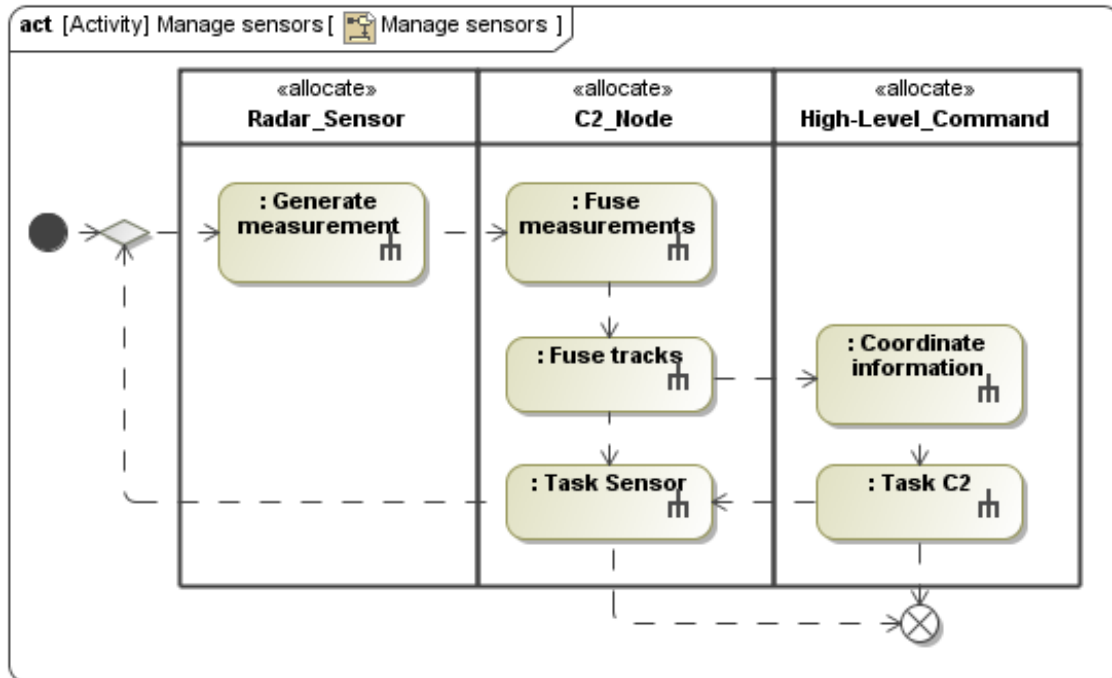 act [Activity] Manage sensors [ Manage sensors ]
«allocate»
Radar_Sensor
«allocate»
C2_Node
«allocate»
High-Level_Command
: Generate
measurement
: Fuse
measurements
: Fuse tracks
: Coordinate
information
: Task Sensor
: Task C2